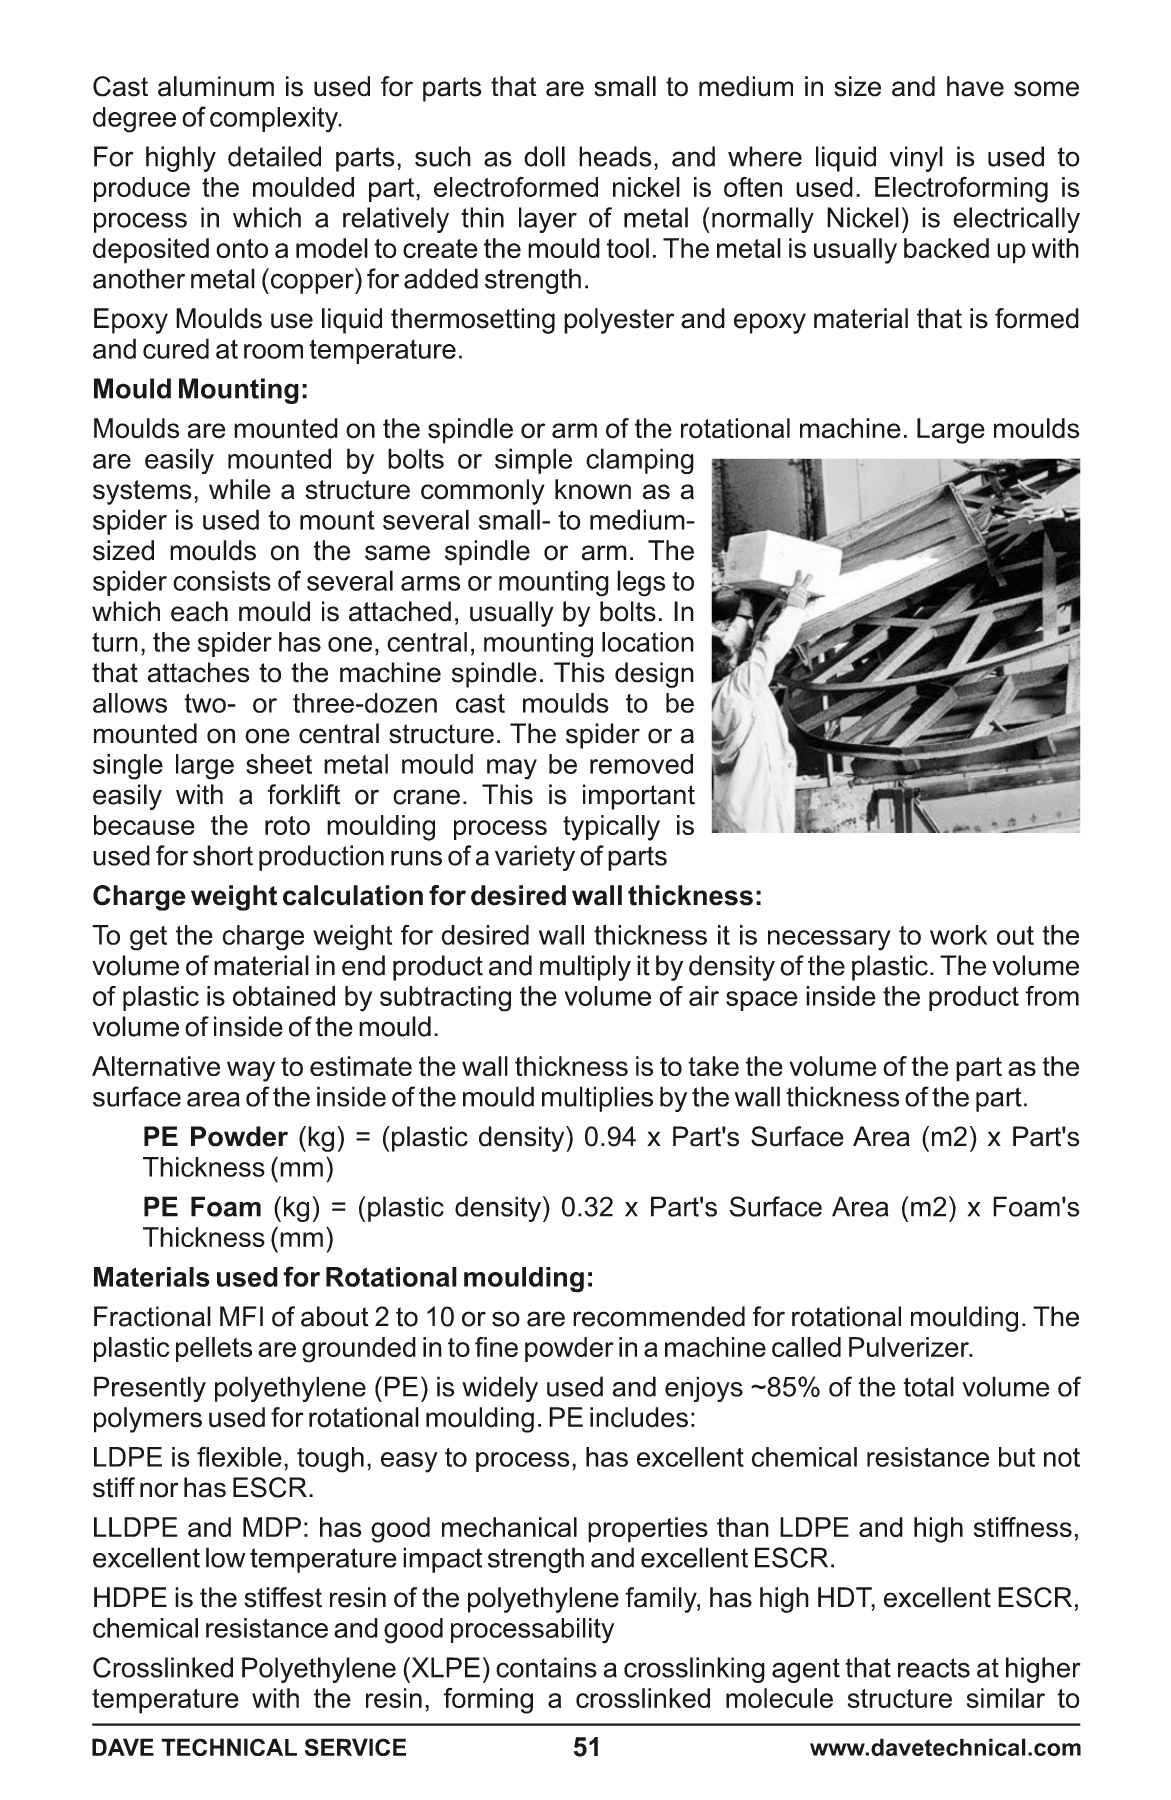 Cast aluminum is used for parts that are small to medium in size and have some
degree of complexity.
For highly detailed parts, such as doll heads, and where liquid vinyl is used to
produce the moulded part, electroformed nickel is often used. Electroforming is
process in which a relatively thin layer of metal (normally Nickel) is electrically
deposited onto a model to create the mould tool. The metal is usually backed up with
another metal (copper) for added strength.
Epoxy Moulds use liquid thermosetting polyester and epoxy material that is formed
and cured at room temperature.
Mould Mounting:
Moulds are mounted on the spindle or arm of the rotational machine. Large moulds
are easily mounted by bolts or simple clamping
systems, while a structure commonly known as a
spider is used to mount several small- to medium-
sized moulds on the same spindle or arm. The
spider consists of several arms or mounting legs to
which each mould is attached, usually by bolts. In
turn, the spider has one, central, mounting location
that attaches to the machine spindle. This design
allows two- or three-dozen cast moulds to be
mounted on one central structure. The spider or a
single large sheet metal mould may be removed
easily with a forklift or crane. This is important
because the roto moulding process typically is
used for short production runs of a variety of parts
Charge weight calculation for desired wall thickness:
To get the charge weight for desired wall thickness it is necessary to work out the
volume of material in end product and multiply it by density of the plastic. The volume
of plastic is obtained by subtracting the volume of air space inside the product from
volume of inside of the mould.
Alternative way to estimate the wall thickness is to take the volume of the part as the
surface area of the inside of the mould multiplies by the wall thickness of the part.
PE Powder (kg) = (plastic density) 0.94 x Part's Surface Area (m2) x Part's
Thickness (mm)
PE Foam (kg) = (plastic density) 0.32 x Part's Surface Area (m2) x Foam's
Thickness (mm)
Materials used for Rotational moulding:
Fractional MFI of about 2 to 10 or so are recommended for rotational moulding. The
plastic pellets are grounded in to fine powder in a machine called Pulverizer.
Presently polyethylene (PE) is widely used and enjoys ~85% of the total volume of
polymers used for rotational moulding. PE includes:
LDPE is flexible, tough, easy to process, has excellent chemical resistance but not
stiff nor has ESCR.
LLDPE and MDP: has good mechanical properties than LDPE and high stiffness,
excellent low temperature impact strength and excellent ESCR.
HDPE is the stiffest resin of the polyethylene family, has high HDT, excellent ESCR,
chemical resistance and good processability
Crosslinked Polyethylene (XLPE) contains a crosslinking agent that reacts at higher
temperature with the resin, forming a crosslinked molecule structure similar to
DAVE TECHNICAL SERVICE 51 www.davetechnical.com